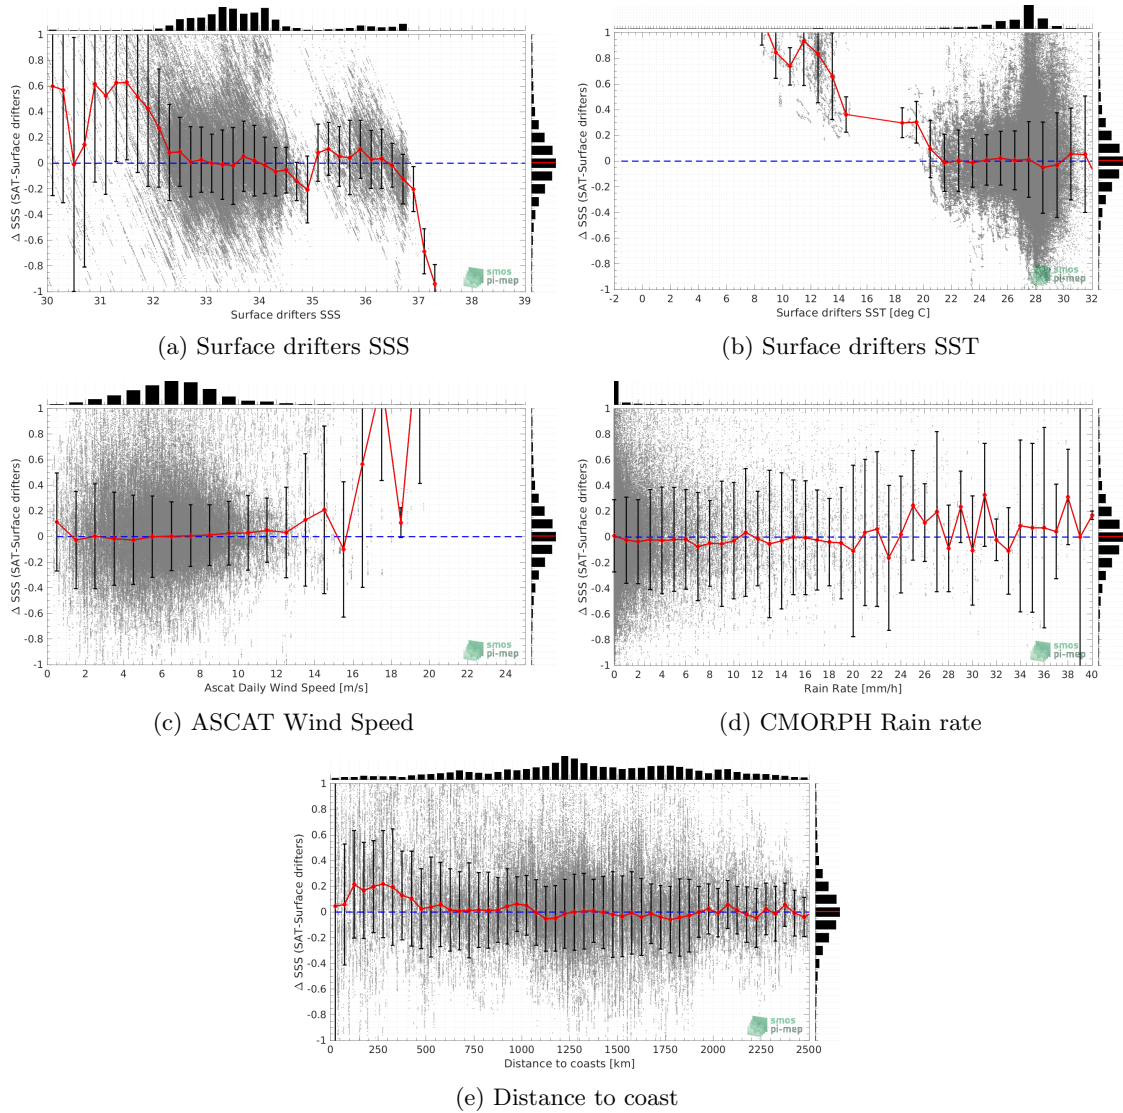 Δ SSS (SAT-Surface drifters)
1
0.8
0.6
0.4
0.2
0
-0.2
-0.4
-0.6
-0.8
-1
30 31 32 33 34 35 36 37 38 39
Surface drifters SSS
smos
pi-mep
(a) Surface drifters SSS
Δ SSS (SAT-Surface drifters)
1
0.8
0.6
0.4
0.2
0
-0.2
-0.4
-0.6
-0.8
-1
-2 0 2 4 6 8 10 12 14 16 18 20 22 24 26 28 30 32
Surface drifters SST [deg C]
smos
pi-mep
(b) Surface drifters SST
Δ SSS (SAT-Surface drifters)
1
0.8
0.6
0.4
0.2
0
-0.2
-0.4
-0.6
-0.8
-1
0 2 4 6 8 10 12 14 16 18 20 22 24
Ascat Daily Wind Speed [m/s]
smos
pi-mep
(c) ASCAT Wind Speed
Δ SSS (SAT-Surface drifters)
1
0.8
0.6
0.4
0.2
0
-0.2
-0.4
-0.6
-0.8
-1
0 2 4 6 8 10 12 14 16 18 20 22 24 26 28 30 32 34 36 38 40
Rain Rate [mm/h]
smos
pi-mep
(d) CMORPH Rain rate
Δ SSS (SAT-Surface drifters)
1
0.8
0.6
0.4
0.2
0
-0.2
-0.4
-0.6
-0.8
-1
0 250 500 750 1000 1250 1500 1750 2000 2250 2500
Distance to coasts [km]
smos
pi-mep
(e) Distance to coast